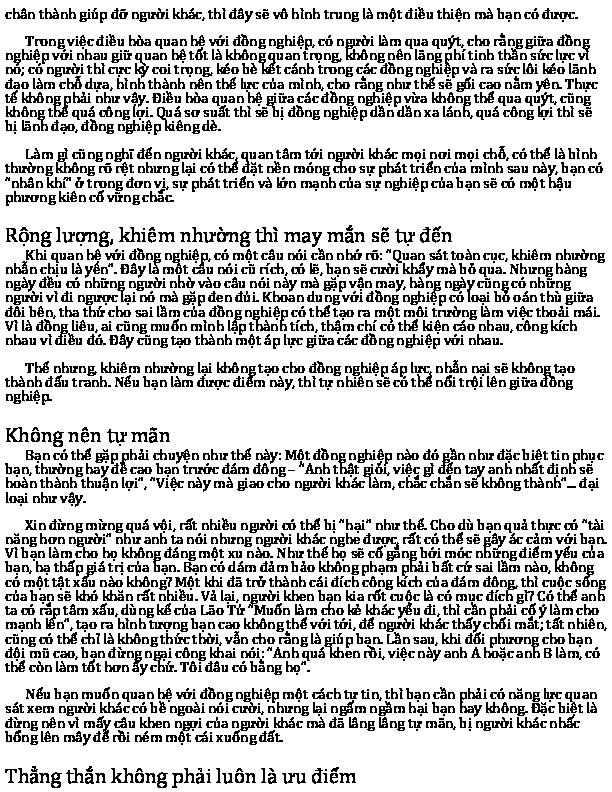 chân thành giúp đỡ người khác, thì đây sẽ vô hình trung là một điều thiện mà bạn có được.
Trong việc điều hòa quan hệ với đồng nghiệp, có người làm qua quýt, cho rằng giữa đồng
nghiệp với nhau giữ quan hệ tốt là không quan trọng, không nên lãng phí tinh thần sức lực vì
nó; có người thì cực kỳ coi trọng, kéo bè kết cánh trong các đồng nghiệp và ra sức lôi kéo lãnh
đạo làm chỗ dựa, hình thành nên thế lực của mình, cho rằng như thế sẽ gối cao nằm yên. Thực
tế không phải như vậy. Điều hòa quan hệ giữa các đồng nghiệp vừa không thể qua quýt, cũng
không thể quá công lợi. Quá sơ suất thì sẽ bị đồng nghiệp dần dần xa lánh, quá công lợi thì sẽ
bị lãnh đạo, đồng nghiệp kiêng dè.
Làm gì cũng nghĩ đến người khác, quan tâm tới người khác mọi nơi mọi chỗ, có thể là bình
thường không rõ rệt nhưng lại có thể đặt nền móng cho sự phát triển của mình sau này, bạn có
“nhân khí” ở trong đơn vị, sự phát triển và lớn mạnh của sự nghiệp của bạn sẽ có một hậu
phương kiên cố vững chắc.
Rộng lượng, khiêm nhường thì may mắn sẽ tự đến
Khi quan hệ với đồng nghiệp, có một câu nói cần nhớ rõ: “Quan sát toàn cục, khiêm nhường
nhẫn chịu là yến”. Đây là một câu nói cũ rích, có lẽ, bạn sẽ cười khẩy mà bỏ qua. Nhưng hàng
ngày đều có những người nhờ vào câu nói này mà gặp vận may, hàng ngày cũng có những
người vì đi ngược lại nó mà gặp đen đủi. Khoan dung với đồng nghiệp có loại bỏ oán thù giữa
đôi bên, tha thứ cho sai lầm của đồng nghiệp có thể tạo ra một môi trường làm việc thoải mái.
Vì là đồng liêu, ai cũng muốn mình lập thành tích, thậm chí có thể kiện cáo nhau, công kích
nhau vì điều đó. Đây cũng tạo thành một áp lực giữa các đồng nghiệp với nhau.
Thế nhưng, khiêm nhường lại không tạo cho đồng nghiệp áp lực, nhẫn nại sẽ không tạo
thành đấu tranh. Nếu bạn làm được điểm này, thì tự nhiên sẽ có thể nổi trội lên giữa đồng
nghiệp.
Không nên tự mãn
Bạn có thể gặp phải chuyện như thế này: Một đồng nghiệp nào đó gần như đặc biệt tin phục
bạn, thường hay đề cao bạn trước đám đông – “Anh thật giỏi, việc gì đến tay anh nhất định sẽ
hoàn thành thuận lợi”, “Việc này mà giao cho người khác làm, chắc chắn sẽ không thành”... đại
loại như vậy.
Xin đừng mừng quá vội, rất nhiều người có thể bị “hại” như thế. Cho dù bạn quả thực có “tài
năng hơn người” như anh ta nói nhưng người khác nghe được, rất có thể sẽ gây ác cảm với bạn.
Vì bạn làm cho họ không đáng một xu nào. Như thế họ sẽ cố gắng bới móc những điểm yếu của
bạn, hạ thấp giá trị của bạn. Bạn có dám đảm bảo không phạm phải bất cứ sai lầm nào, không
có một tật xấu nào không? Một khi đã trở thành cái đích công kích của đám đông, thì cuộc sống
của bạn sẽ khó khăn rất nhiều. Vả lại, người khen bạn kia rốt cuộc là có mục đích gì? Có thể anh
ta có rắp tâm xấu, dùng kế của Lão Tử “Muốn làm cho kẻ khác yếu đi, thì cần phải cố ý làm cho
mạnh lên”, tạo ra hình tượng bạn cao không thể với tới, để người khác thấy chối mắt; tất nhiên,
cũng có thể chỉ là không thức thời, vẫn cho rằng là giúp bạn. Lần sau, khi đối phương cho bạn
đội mũ cao, bạn đừng ngại công khai nói: “Anh quá khen rồi, việc này anh A hoặc anh B làm, có
thể còn làm tốt hơn ấy chứ. Tôi đâu có bằng họ”.
Nếu bạn muốn quan hệ với đồng nghiệp một cách tự tin, thì bạn cần phải có năng lực quan
sát xem người khác có bề ngoài nói cười, nhưng lại ngấm ngầm hại bạn hay không. Đặc biệt là
đừng nên vì mấy câu khen ngợi của người khác mà đã lâng lâng tự mãn, bị người khác nhấc
bổng lên mây để rồi ném một cái xuống đất.
Thẳng thắn không phải luôn là ưu điểm